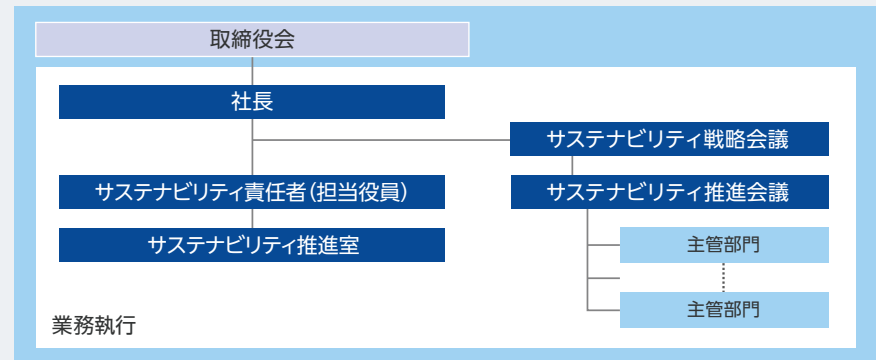 取締役会
社長
サステナビリティ戦略会議
サステナビリティ責任者(担当役員)
サステナビリティ推進会議
サステナビリティ推進室
主管部門
主管部門
業務執行